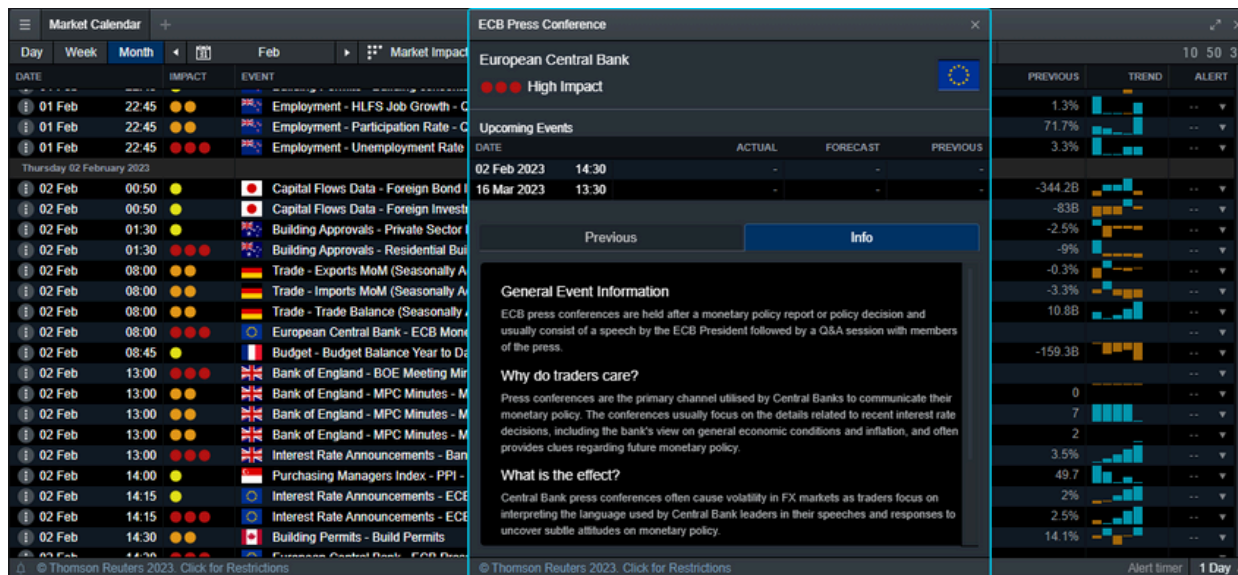 Market Calendar +
Day Week Month Feb Market Impact
10 50
DATE IMPACT EVENT PREVIOUS TREND ALERT
01 Feb 22:45 Employment - HLFS Job Growth - Q 1.3% --
01 Feb 22:45 Employment - Participation Rate - Q 71.7% --
01 Feb 22:45 Employment - Unemployment Rate 3.3% --
Thursday 02 February 2023
02 Feb 00:50 Capital Flows Data - Foreign Bond -344.2B --
02 Feb 00:50 Capital Flows Data - Foreign -83B --
02 Feb 01:30 Building Approvals - Private Sector -2.5% --
02 Feb 01:30 Building Approvals - Residential -9% --
02 Feb 08:00 Trade - Exports MoM (Seasonally -0.3% --
02 Feb 08:00 Trade - Imports MoM (Seasonally -3.3% --
02 Feb 08:00 Trade - Trade Balance (Seasonally 10.8B --
02 Feb 08:00 European Central Bank - ECB --
02 Feb 08:45 Budget - Budget Balance Year to -159.3B --
02 Feb 13:00 Bank of England - BOE Meeting --
02 Feb 13:00 Bank of England - MPC Minutes - M 0 --
02 Feb 13:00 Bank of England - MPC Minutes - M 7 --
02 Feb 13:00 Bank of England - MPC Minutes - M 2 --
02 Feb 13:00 Interest Rate Announcements - Ban 3.5% --
02 Feb 14:00 Purchasing Managers Index - PPI - 49.7 --
02 Feb 14:15 Interest Rate Announcements - ECB 2% --
02 Feb 14:15 Interest Rate Announcements - ECB 2.5% --
02 Feb 14:30 Building Permits - Build Permits 14.1% --
© Thomson Reuters 2023. Click for Restrictions
ECB Press Conference
European Central Bank
High Impact
Upcoming Events
DATE ACTUAL FORECAST PREVIOUS
02 Feb 2023 14:30 - - -
16 Mar 2023 13:30 - - -
Previous Info
General Event Information
ECB press conferences are held after a monetary policy report or policy decision and
usually consist of a speech by the ECB President followed by a Q&A session with members
of the press.
Why do traders care?
Press conferences are the primary channel utilised by Central Banks to communicate their
monetary policy. The conferences usually focus on the details related to recent interest rate
decisions, including the bank's view on general economic conditions and inflation, and often
provides clues regarding future monetary policy.
What is the effect?
Central Bank press conferences often cause volatility in FX markets as traders focus on
interpreting the language used by Central Bank leaders in their speeches and responses to
uncover subtle attitudes on monetary policy.
© Thomson Reuters 2023. Click for Restrictions
Alert timer 1 Day